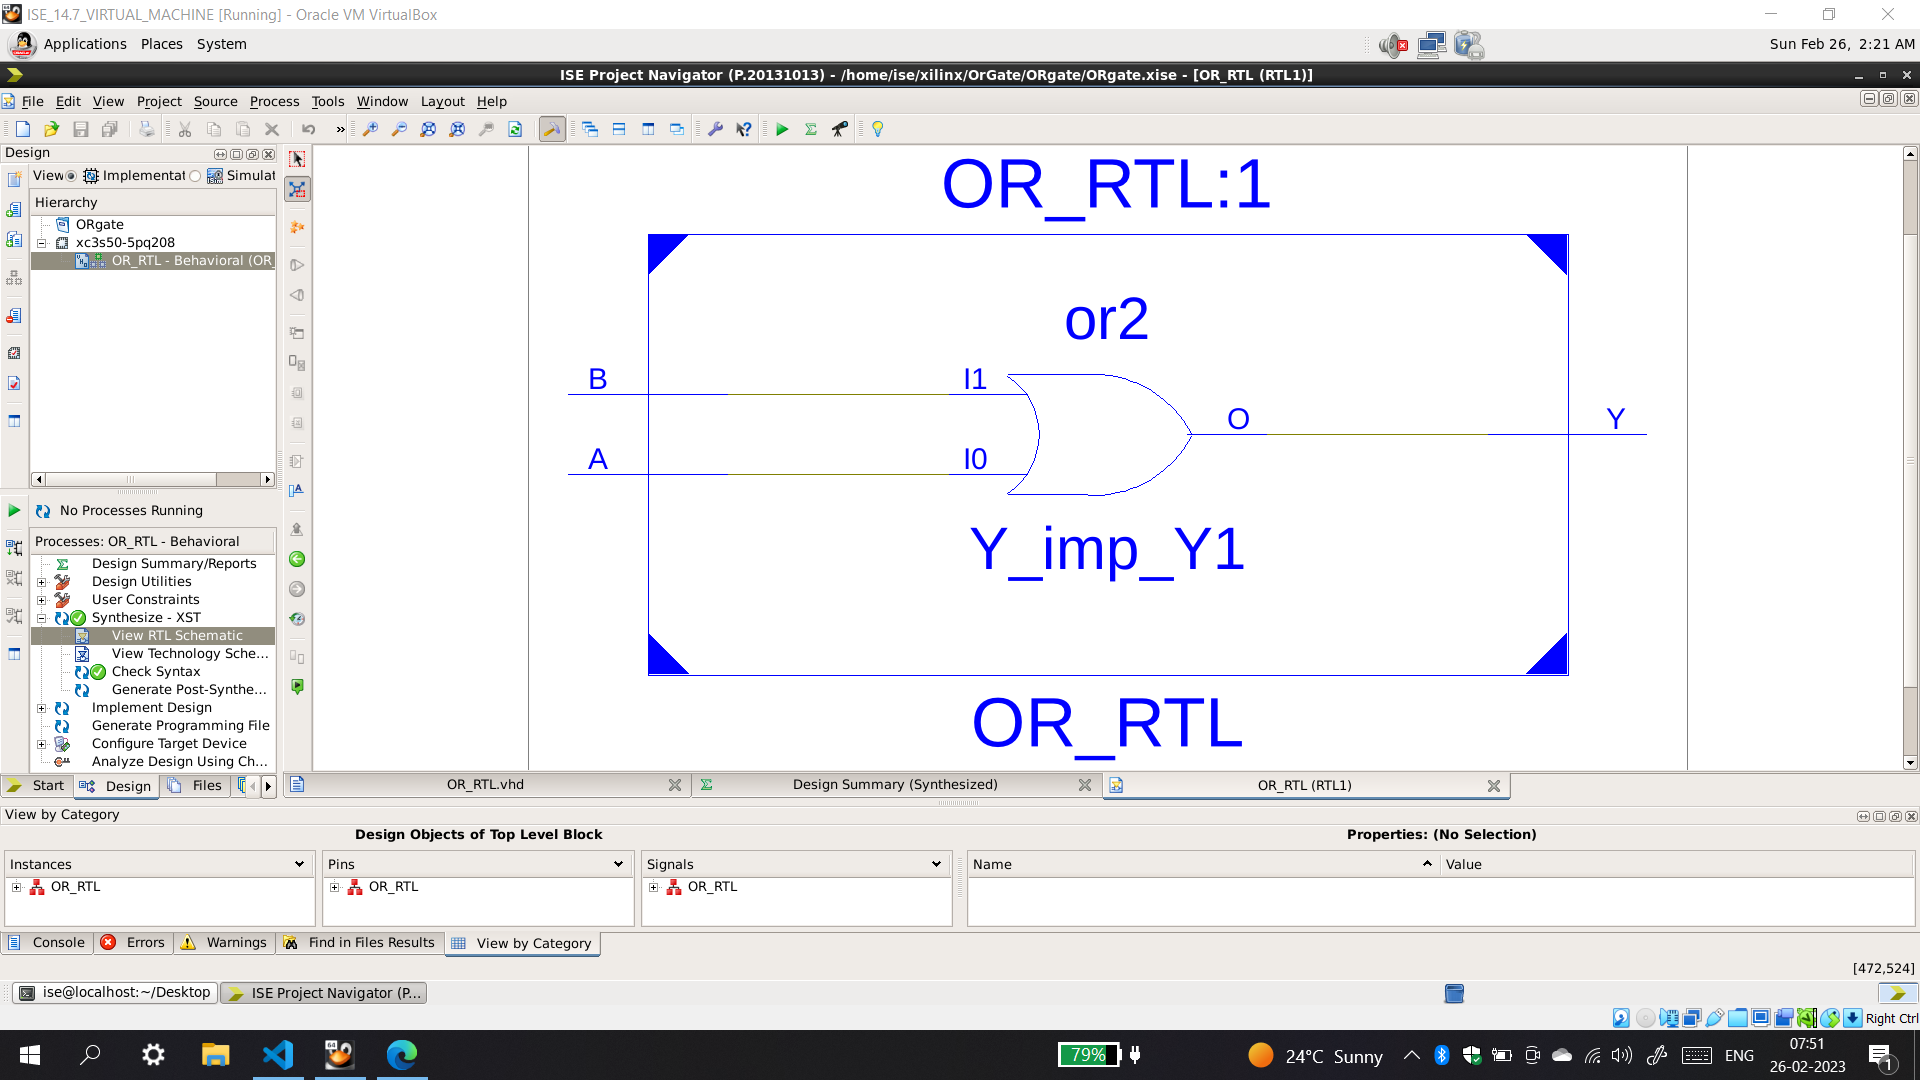 ISE_14.7_VIRTUAL_MACHINE [Running] - Oracle VM VirtualBox
Applications Places System
Sun Feb 26, 2:21 AM
ISE Project Navigator (P.20131013) - /home/ise/xilinx/OrGate/ORgate/ORgate.xise - [OR_RTL (RTL1)]
File Edit View Project Source Process Tools Window Layout Help
»
Design
View Implementat Simulat
Hierarchy
ORgate
xc3s50-5pq208
OR_RTL - Behavioral (OR_
No Processes Running
Processes: OR_RTL - Behavioral
Design Summary/Reports
Design Utilities
User Constraints
Synthesize - XST
View RTL Schematic
View Technology Sche...
Check Syntax
Generate Post-Synthe...
Implement Design
Generate Programming File
Configure Target Device
Analyze Design Using Ch...
Start Design Files
OR_RTL:1
or2
B I1
O Y
A I0
Y_imp_Y1
OR_RTL
OR_RTL.vhd
Design Summary (Synthesized)
OR_RTL (RTL1)
View by Category
Design Objects of Top Level Block
Properties: (No Selection)
Instances Pins Signals Name Value
OR_RTL OR_RTL OR_RTL
Console Errors Warnings Find in Files Results View by Category
[472,524]
ise@localhost:~/Desktop ISE Project Navigator (P...
Right Ctrl
79%
24°C Sunny
ENG
07:51
26-02-2023
1